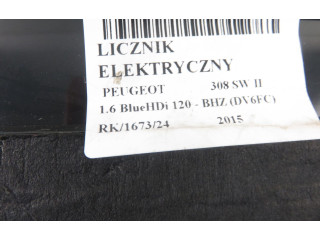 LICZNIK
ELEKTRYCZNY
PEUGEOT 308 SW II
1.6 BlueHDi 120 - BHZ (DV6FC)
RK/1673/24 2015